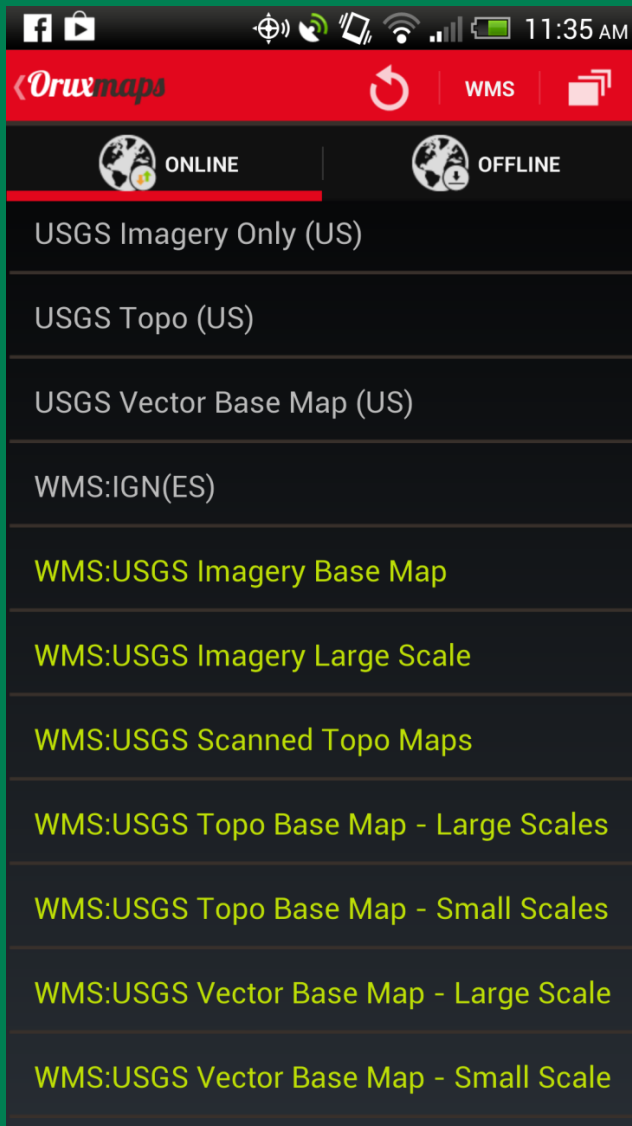 11:35 AM
Oruxmaps
WMS
ONLINE
OFFLINE
USGS Imagery Only (US)
USGS Topo (US)
USGS Vector Base Map (US)
WMS:IGN(ES)
WMS:USGS Imagery Base Map
WMS:USGS Imagery Large Scale
WMS:USGS Scanned Topo Maps
WMS:USGS Topo Base Map - Large Scales
WMS:USGS Topo Base Map - Small Scales
WMS:USGS Vector Base Map - Large Scale
WMS:USGS Vector Base Map - Small Scale